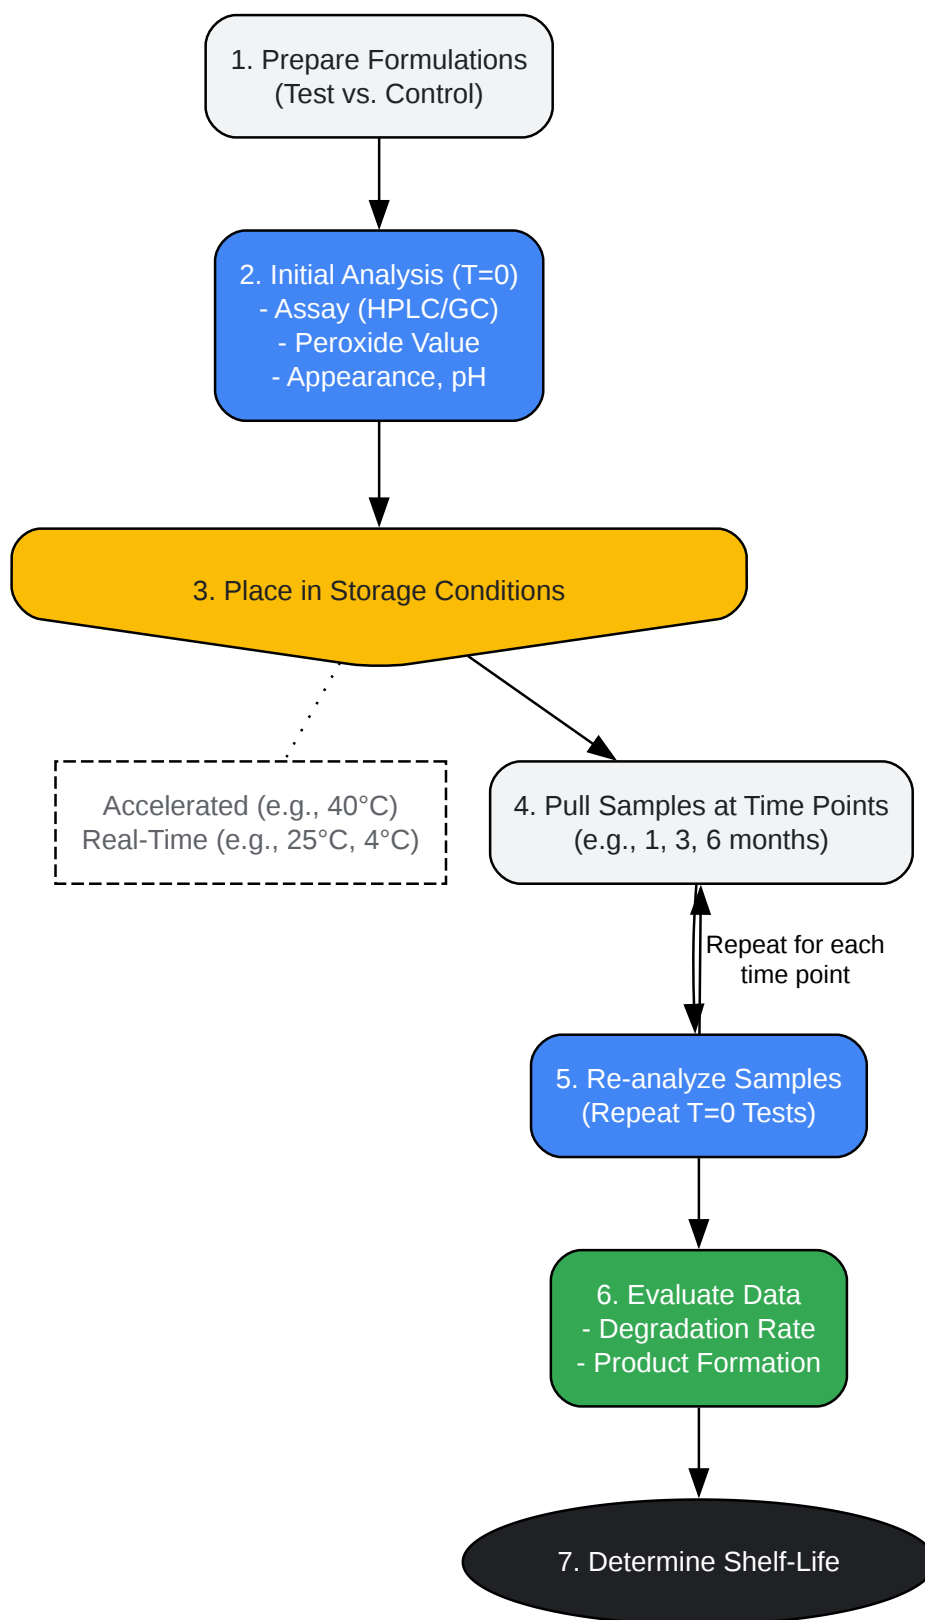 1. Prepare Formulations
(Test vs. Control)
2. Initial Analysis (T=0)
- Assay (HPLC/GC)
- Peroxide Value
- Appearance, pH
3. Place in Storage Conditions
Accelerated (e.g., 40°C)
Real-Time (e.g., 25°C, 4°C)
4. Pull Samples at Time Points
(e.g., 1, 3, 6 months)
Repeat for each
time point
5. Re-analyze Samples
(Repeat T=0 Tests)
6. Evaluate Data
- Degradation Rate
- Product Formation
7. Determine Shelf-Life